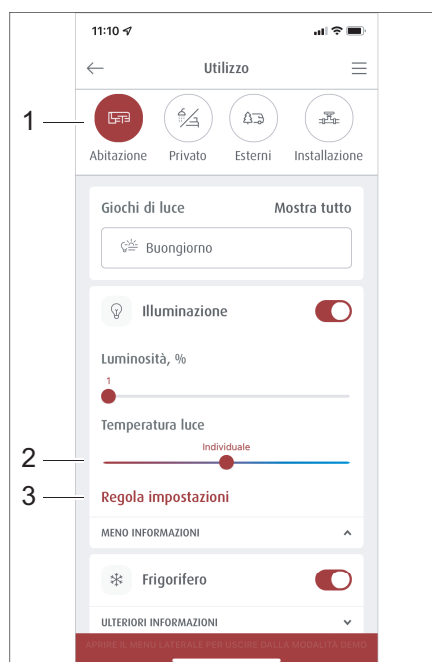 11:10
Utilizzo
1
Abitazione Privato Esterni Installazione
Giochi di luce Mostra tutto
Buongiorno
Illuminazione
Luminosità, %
1
Temperatura luce
Individuale
2
3 Regola impostazioni
MENO INFORMAZIONI
Frigorifero
ULTERIORI INFORMAZIONI
APRIRE IL MENU LATERALE PER USCIRE DALLA MODALITÀ DEMO